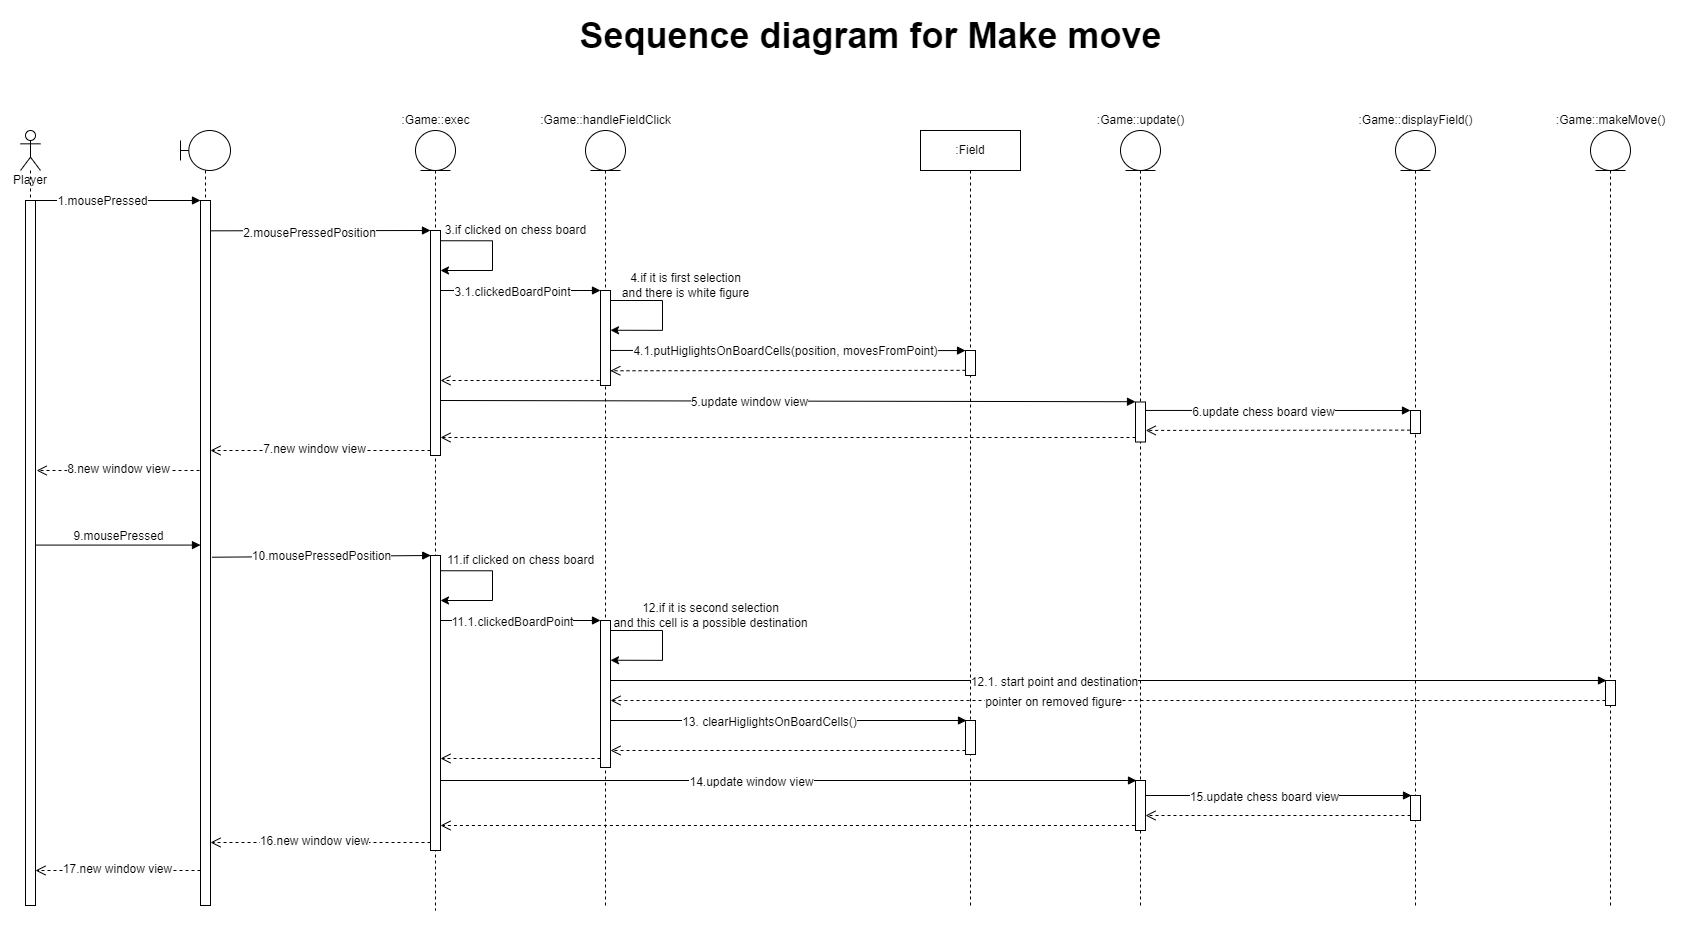 Sequence diagram for Make move
:Game::exec
:Game::handleFieldClick
:Field
:Game::update()
:Game::displayField()
:Game::makeMove()
Player
1.mousePressed
2.mousePressedPosition
3.if clicked on chess board
3.1.clickedBoardPoint
4.if it is first selection
and there is white figure
4.1.putHiglightsOnBoardCells(position, movesFromPoint)
5.update window view
6.update chess board view
7.new window view
8.new window view
9.mousePressed
10.mousePressedPosition
11.if clicked on chess board
11.1.clickedBoardPoint
12.if it is second selection
and this cell is a possible destination
12.1. start point and destination
pointer on removed figure
13. clearHiglightsOnBoardCells()
14.update window view
15.update chess board view
16.new window view
17.new window view